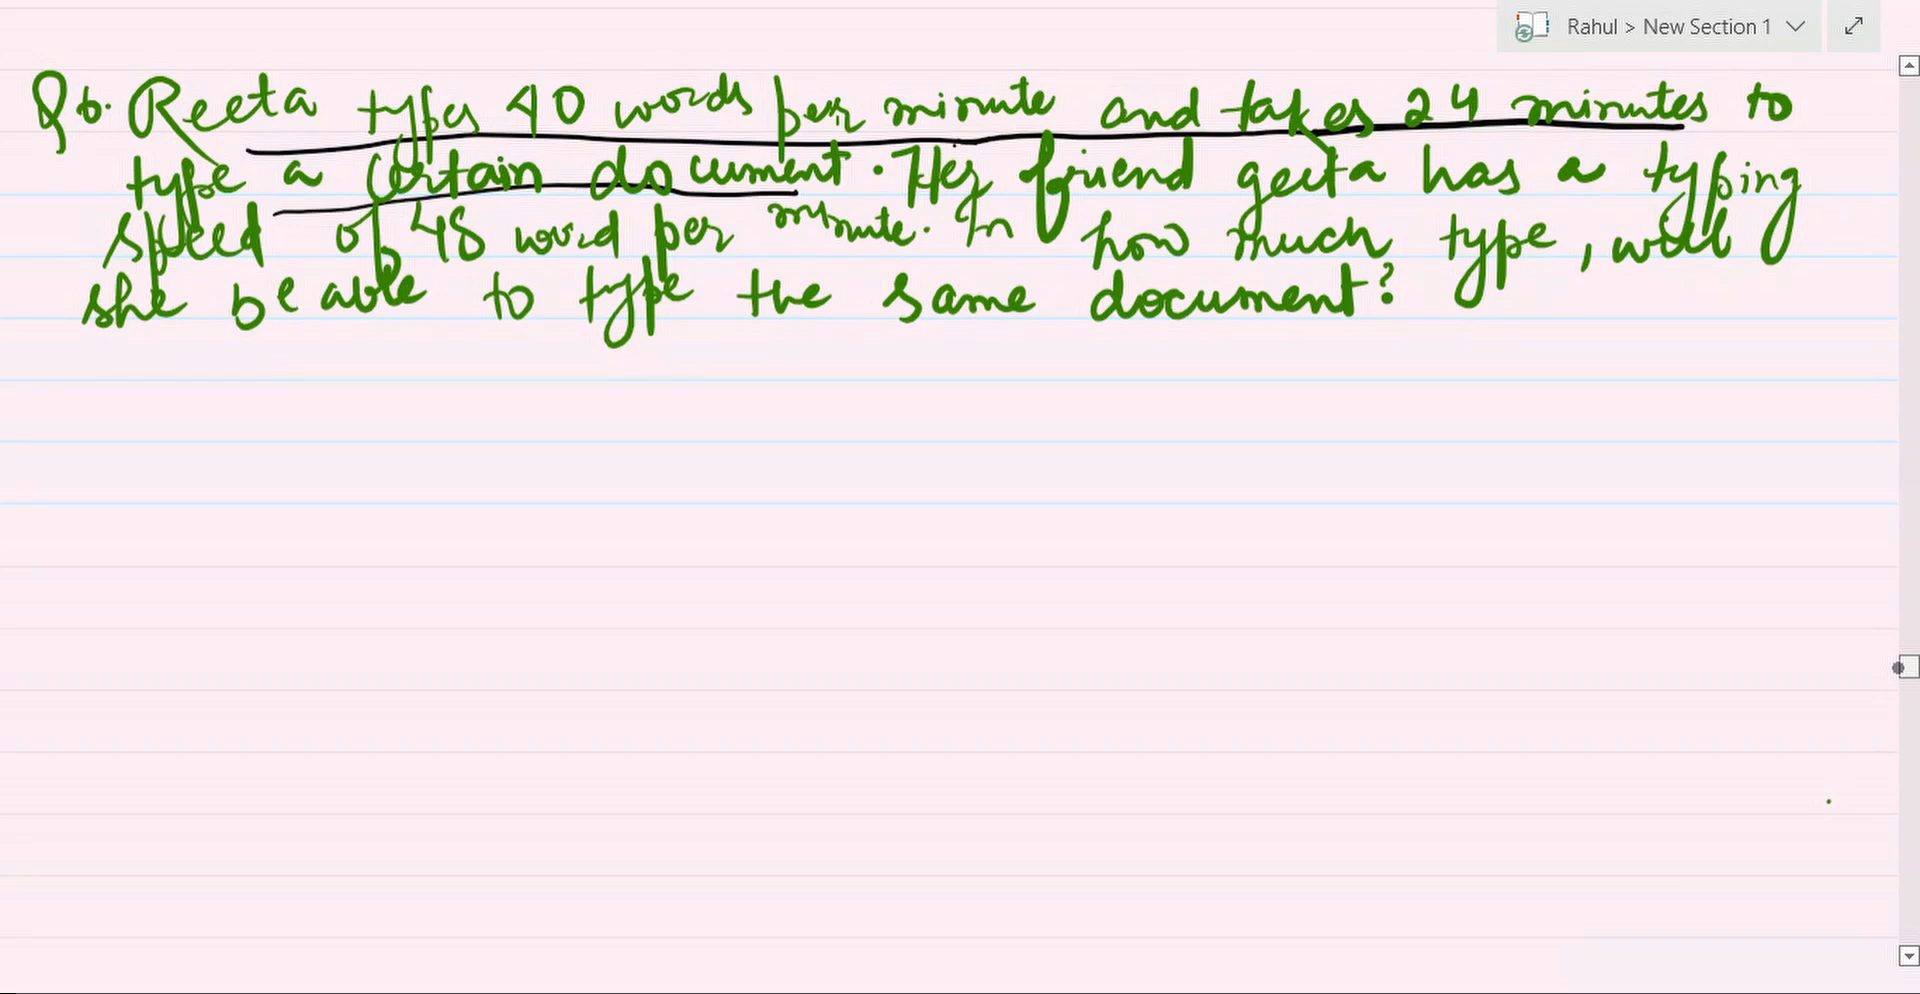 Rahul > New Section 1
Q6. Reeta types 40 words per minute and takes 24 minutes to
type a certain document. Her friend geeta has a typing
speed of 48 word per minute. In how much type, will
she be able to type the same document?